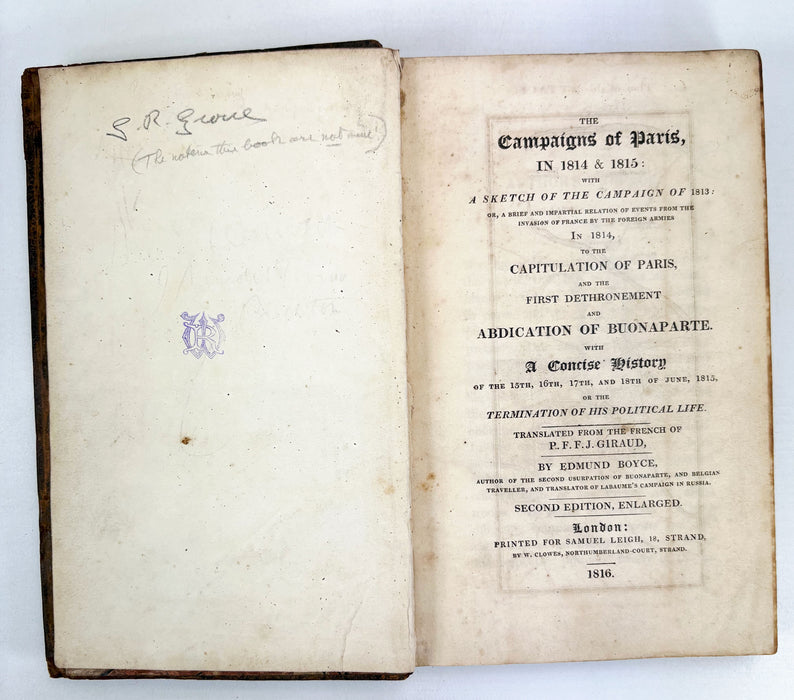 G. R. Grove
(The notes in this book are not mine!)
THE
Campaigns of Paris,
IN 1814 & 1815:
WITH
A SKETCH OF THE CAMPAIGN OF 1813:
OR, A BRIEF AND IMPARTIAL RELATION OF EVENTS FROM THE
INVASION OF FRANCE BY THE FOREIGN ARMIES
IN 1814,
TO THE
CAPITULATION OF PARIS,
AND THE
FIRST DETHRONEMENT
AND
ABDICATION OF BUONAPARTE.
WITH
A Concise History
OF THE 15TH, 16TH, 17TH, AND 18TH OF JUNE, 1815,
OR THE
TERMINATION OF HIS POLITICAL LIFE.
TRANSLATED FROM THE FRENCH OF
P. F. F. J. GIRAUD,
BY EDMUND BOYCE,
AUTHOR OF THE SECOND USURPATION OF BUONAPARTE, AND BELGIAN
TRAVELLER, AND TRANSLATOR OF LABAUME'S CAMPAIGN IN RUSSIA.
SECOND EDITION, ENLARGED.
London:
PRINTED FOR SAMUEL LEIGH, 18, STRAND,
BY W. CLOWES, NORTHUMBERLAND-COURT, STRAND.
1816.